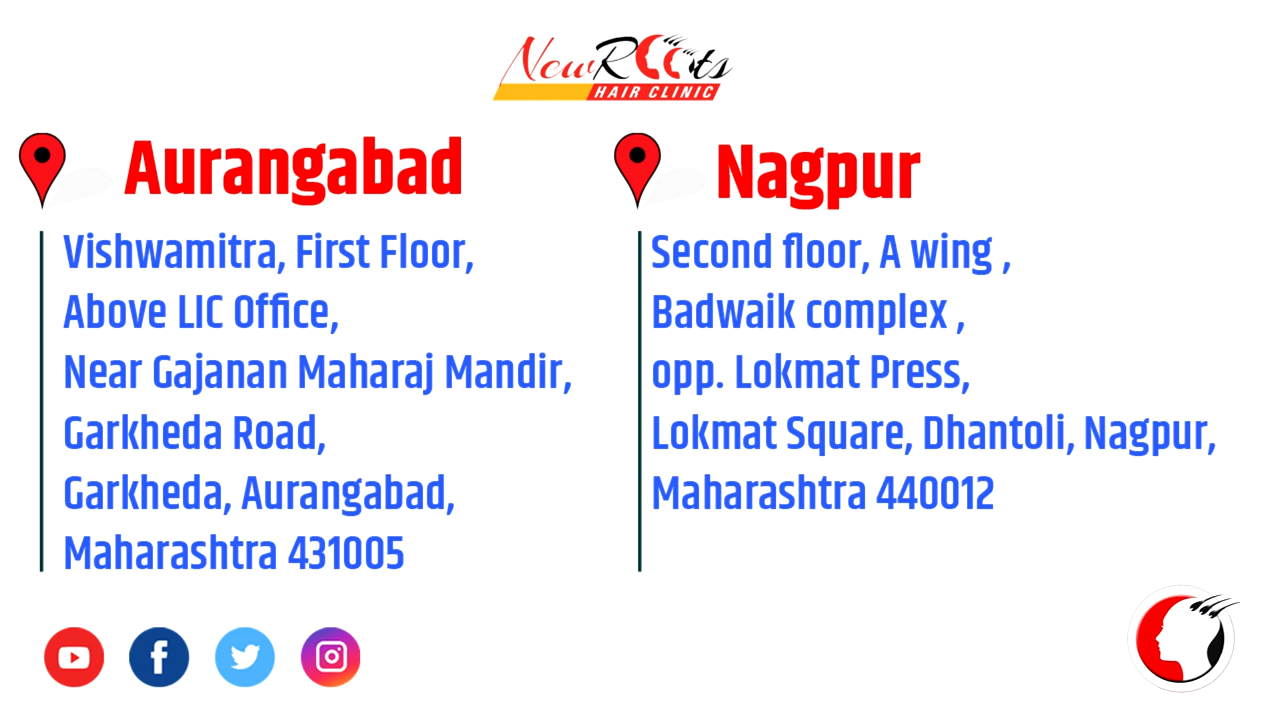 NewRoots
HAIR CLINIC
Aurangabad
Vishwamitra, First Floor,
Above LIC Office,
Near Gajanan Maharaj Mandir,
Garkheda Road,
Garkheda, Aurangabad,
Maharashtra 431005
Nagpur
Second floor, A wing ,
Badwaik complex ,
opp. Lokmat Press,
Lokmat Square, Dhantoli, Nagpur,
Maharashtra 440012